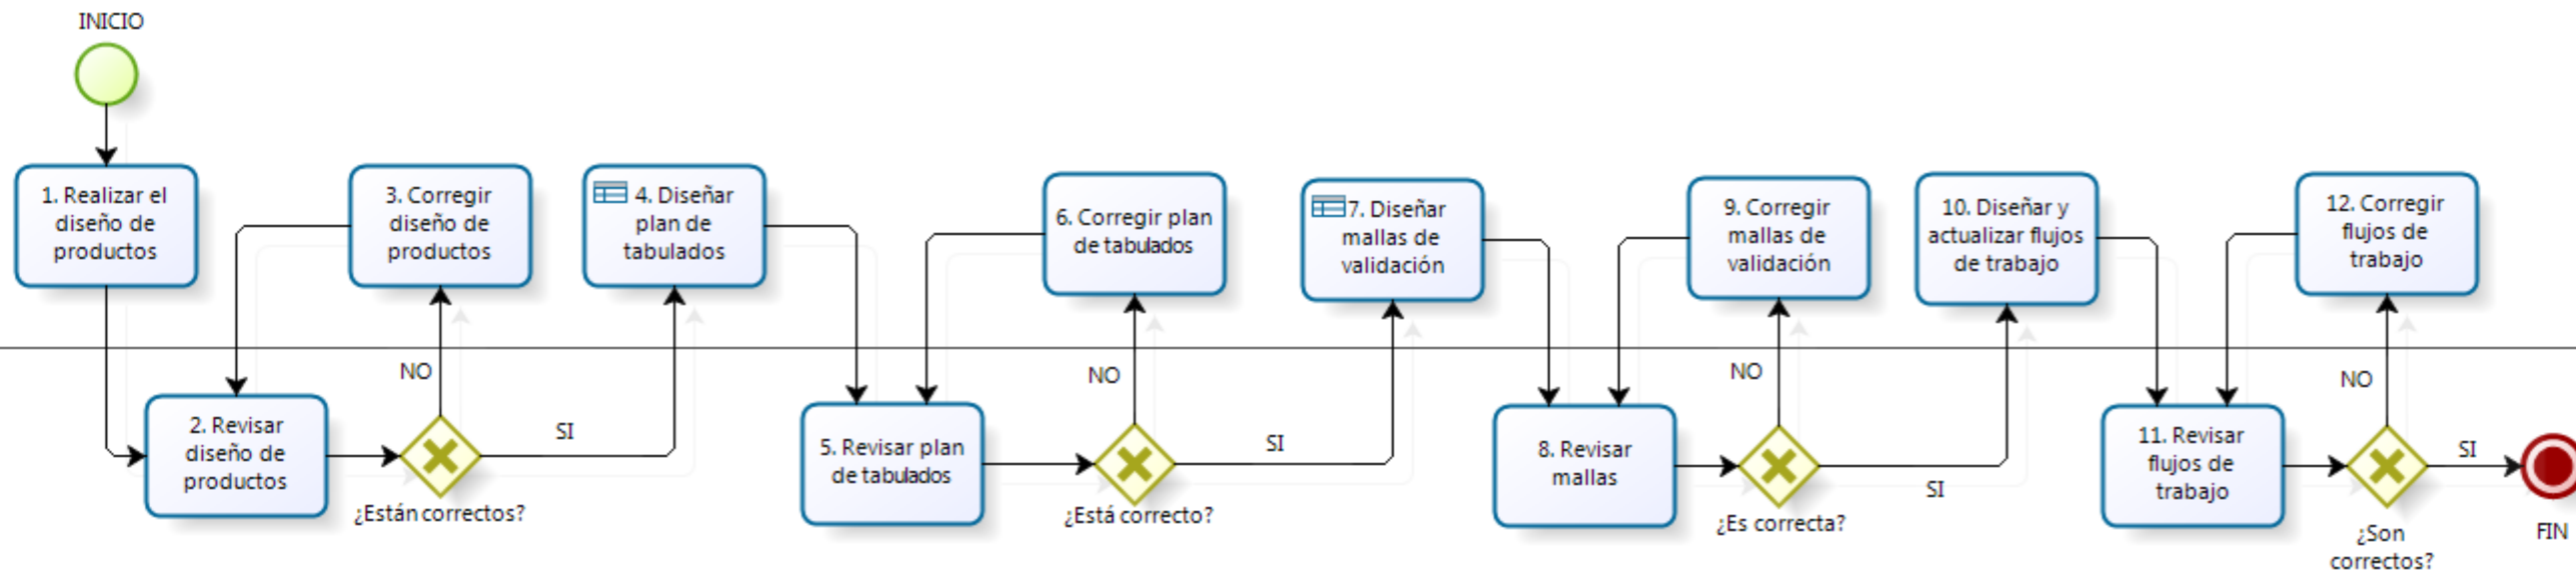 INICIO
1. Realizar el
diseño de
productos
3. Corregir
diseño de
productos
4. Diseñar
plan de
tabulados
6. Corregir plan
de tabulados
7. Diseñar
mallas de
validación
9. Corregir
mallas de
validación
10. Diseñar y
actualizar flujos
de trabajo
12. Corregir
flujos de
trabajo
NO
NO
NO
NO
2. Revisar
diseño de
productos
SI
¿Están correctos?
5. Revisar plan
de tabulados
SI
¿Está correcto?
8. Revisar
mallas
SI
¿Es correcta?
11. Revisar
flujos de
trabajo
SI
¿Son
correctos?
FIN